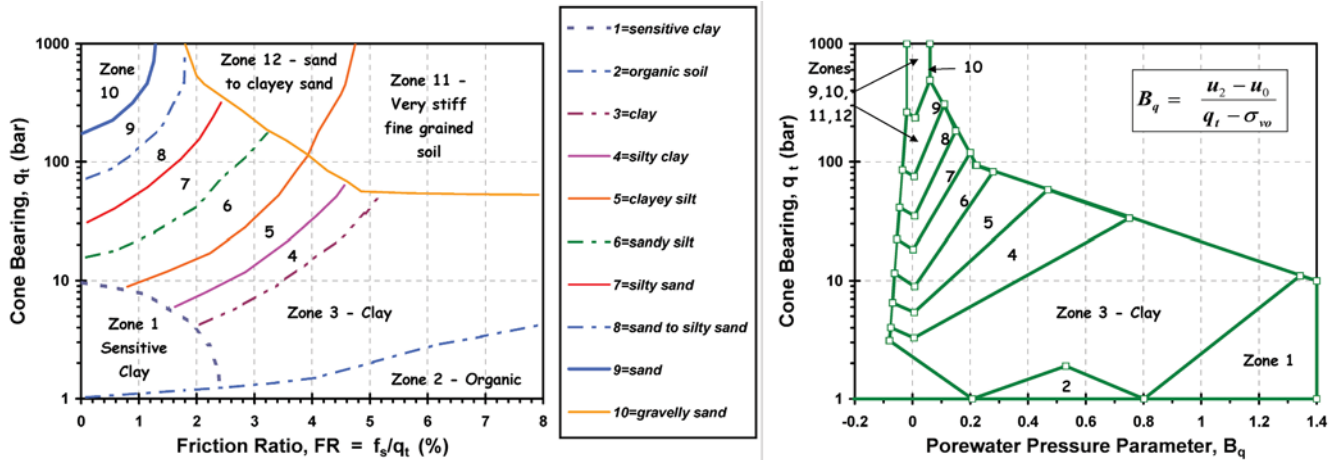 1000
100
10
1
Cone Bearing, qt (bar)
Zone
10
9
8
7
6
5
4
Zone 12 - sand
to clayey sand
Zone 11 -
Very stiff
fine grained
soil
Zone 1
Sensitive
Clay
Zone 3 - Clay
Zone 2 - Organic
0 1 2 3 4 5 6 7 8
Friction Ratio, FR = fs/qt (%)
1=sensitive clay
2=organic soil
3=clay
4=silty clay
5=clayey silt
6=sandy silt
7=silty sand
8=sand to silty sand
9=sand
10=gravelly sand
1000
100
10
1
Cone Bearing, qt (bar)
Zones
9,10,
11,12
10
9
8
7
6
5
4
Zone 3 - Clay
2
Zone 1
Bq = u2 − u0
qt − σvo
-0.2 0 0.2 0.4 0.6 0.8 1 1.2 1.4
Porewater Pressure Parameter, Bq